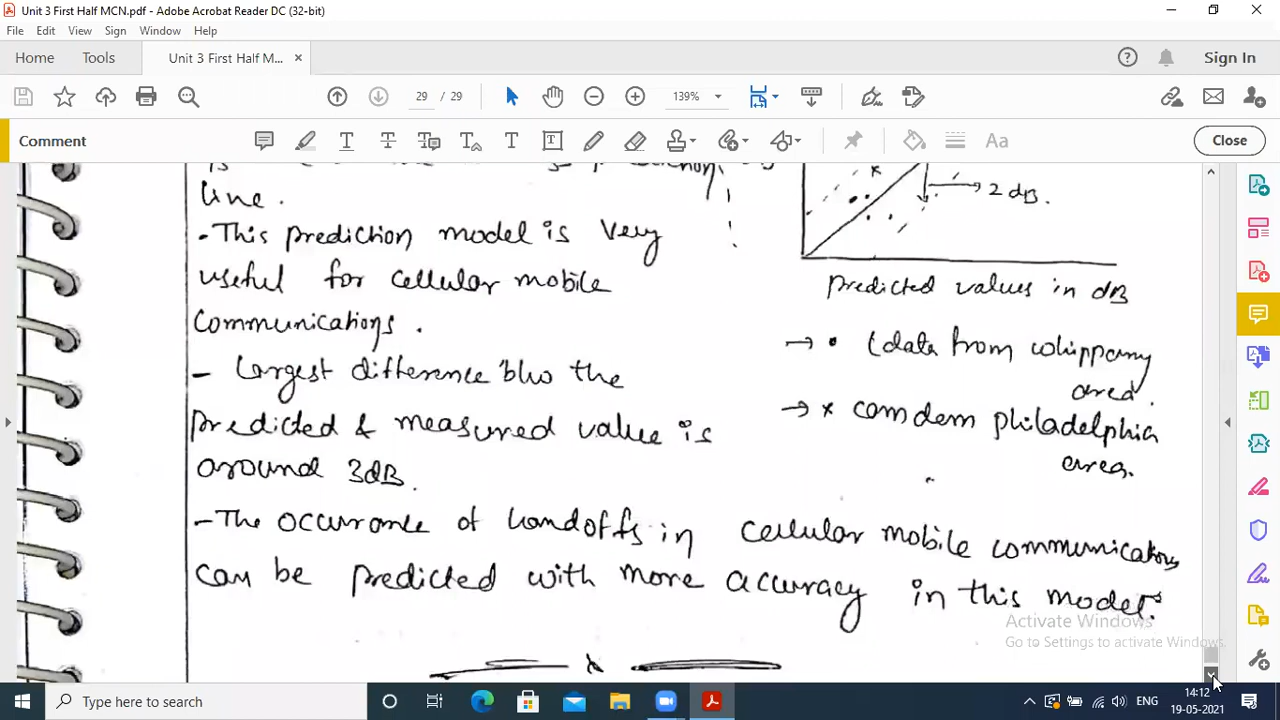 Unit 3 First Half MCN.pdf - Adobe Acrobat Reader DC (32-bit)
File Edit View Sign Window Help
Home Tools Unit 3 First Half M... × Sign In
29 / 29 139%
Comment Close
line.
2 dB.
• This prediction model is very
useful for cellular mobile
communications.
predicted values in dB
→ • (data from whippany
area.
- Largest difference b/w the
predicted & measured value is
around 3dB.
→ × camdem philadelphia
area.
- The occurance of handoffs in cellular mobile communications
can be predicted with more accuracy in this model.
Activate Windows
Go to Settings to activate Windows.
×
Type here to search
ENG
14:12
19-05-2021